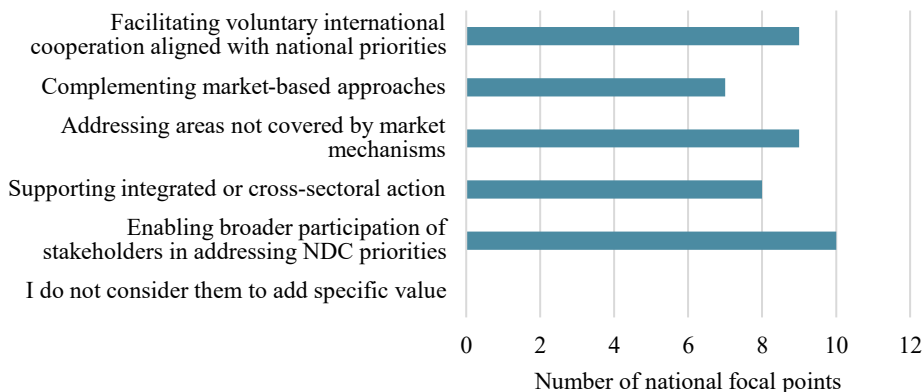 Facilitating voluntary international
cooperation aligned with national priorities
Complementing market-based approaches
Addressing areas not covered by market
mechanisms
Supporting integrated or cross-sectoral action
Enabling broader participation of
stakeholders in addressing NDC priorities
I do not consider them to add specific value
0 2 4 6 8 10 12
Number of national focal points